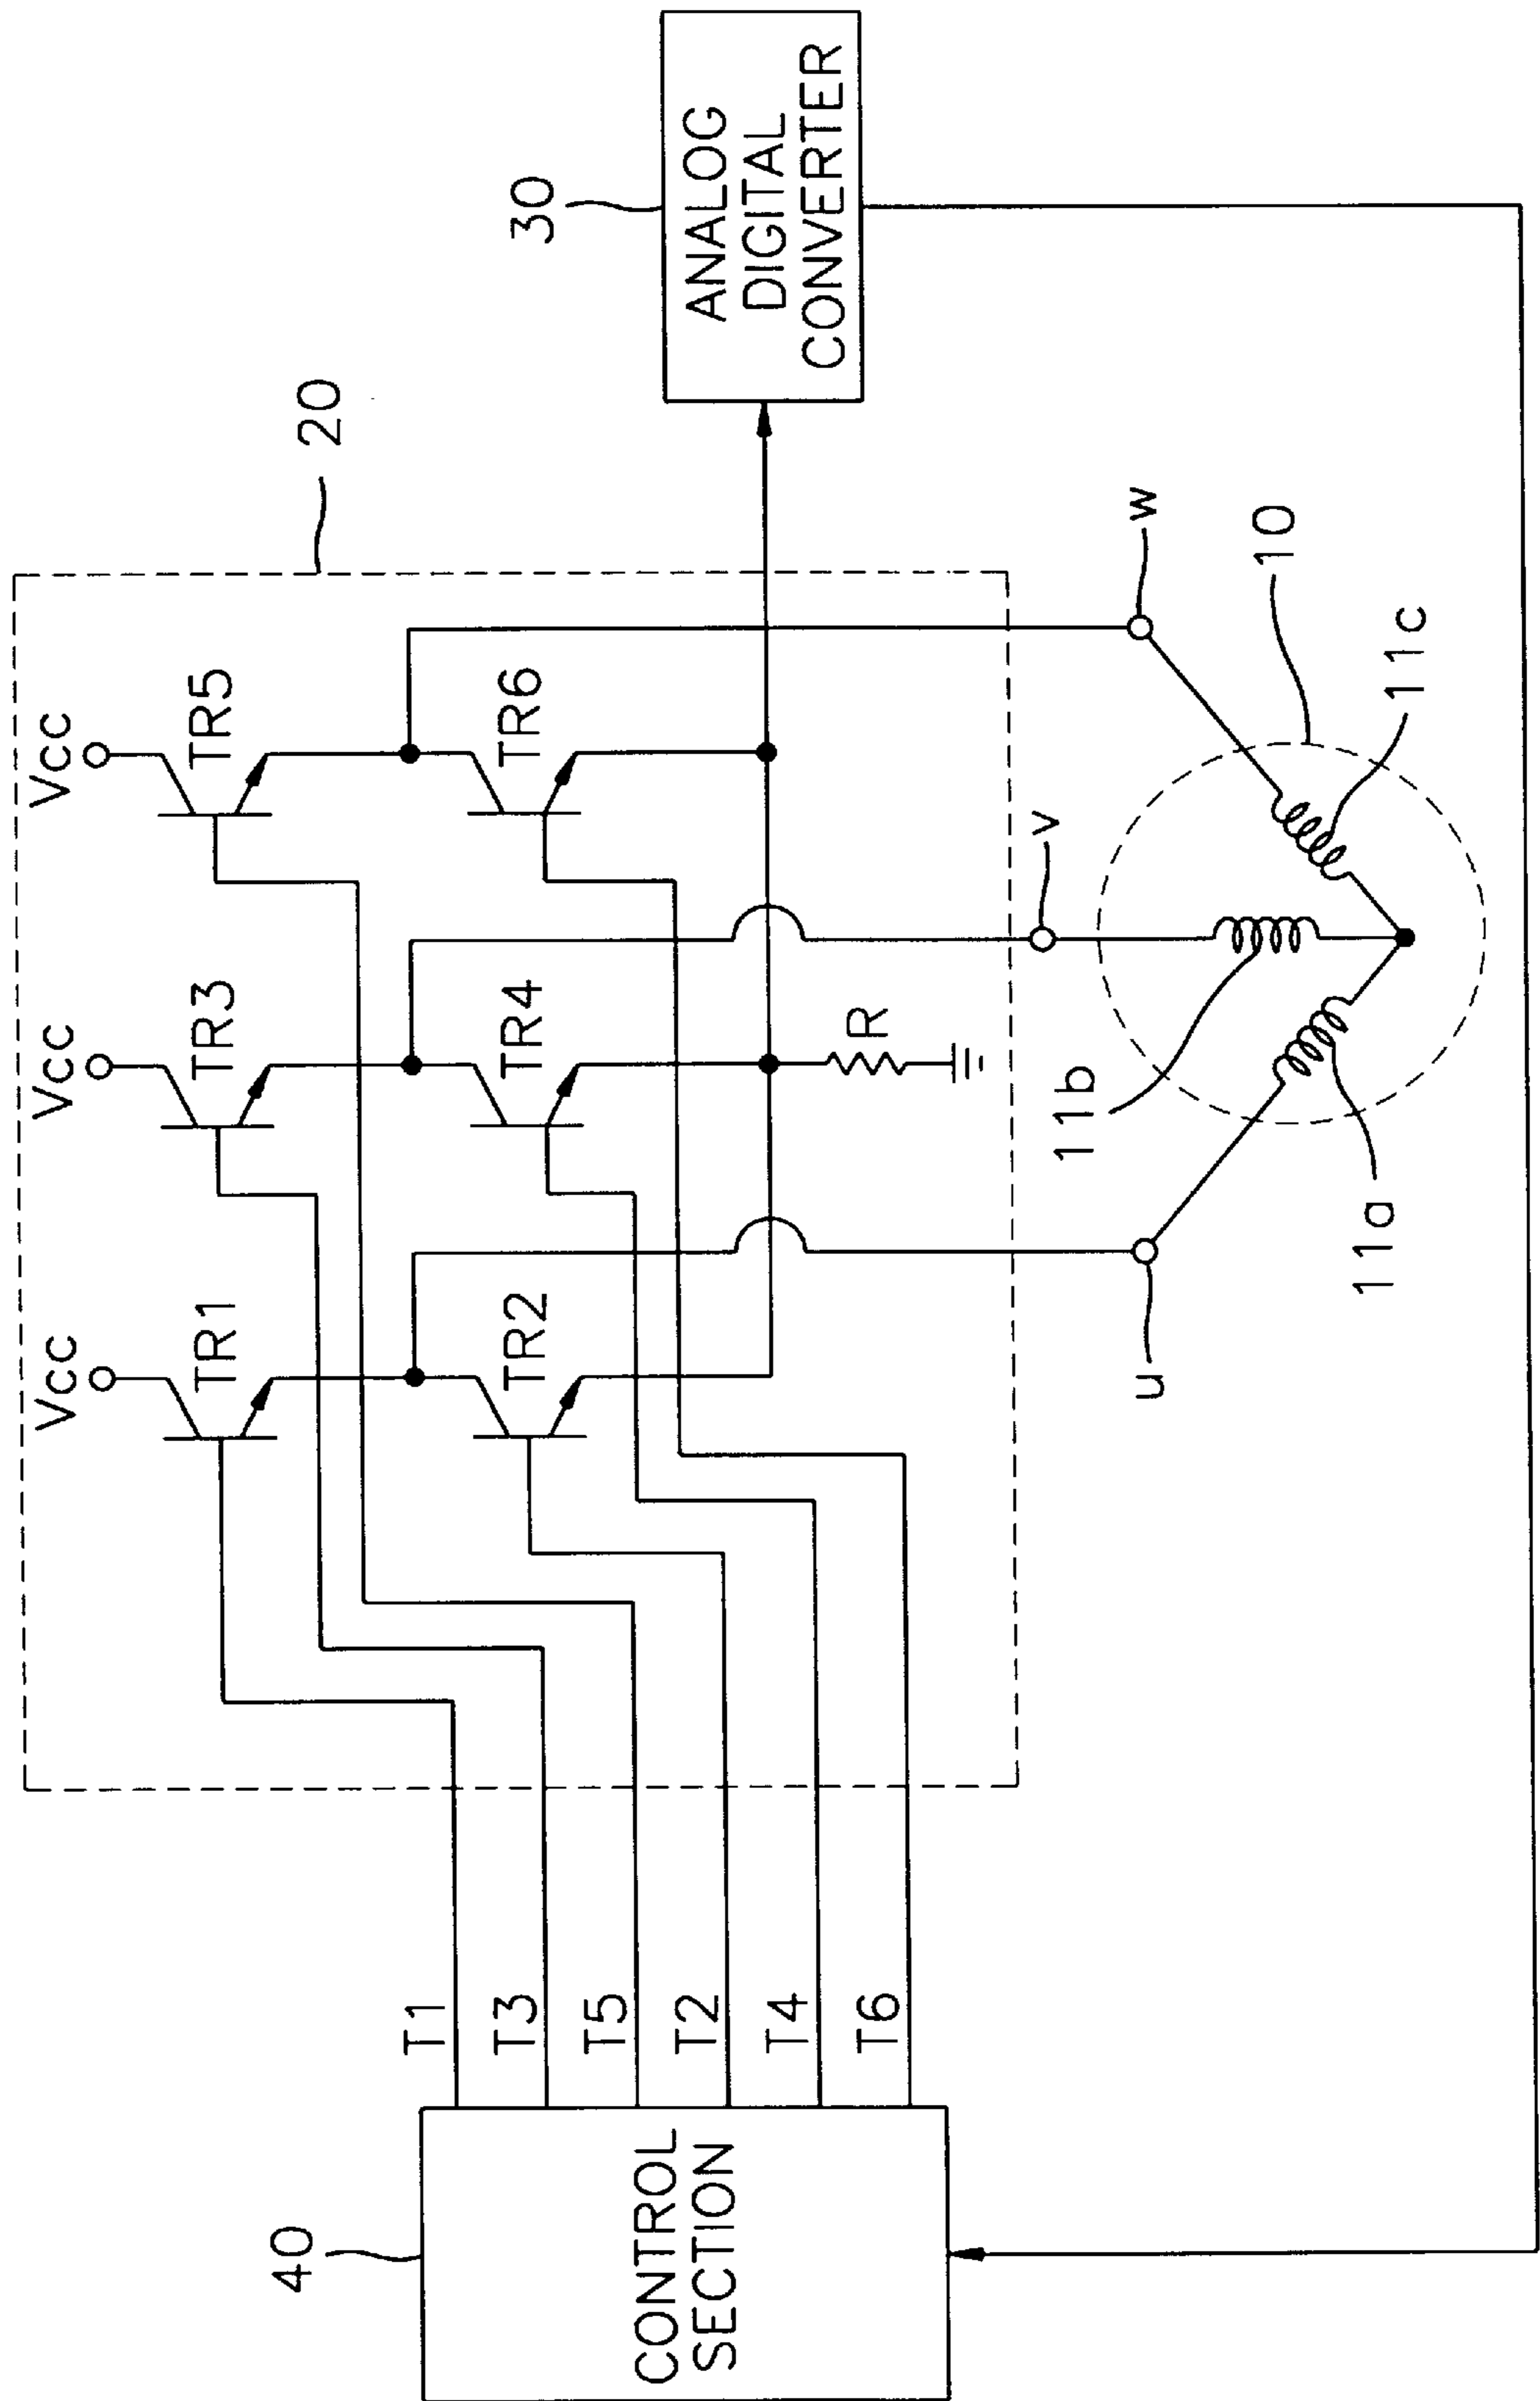 20
Vcc
Vcc
Vcc
TR1
TR3
TR5
TR2
TR4
TR6
30
ANALOG
DIGITAL
CONVERTER
40
CONTROL
SECTION
T1
T3
T5
T2
T4
T6
R
u
v
w
11b
10
11a
11c